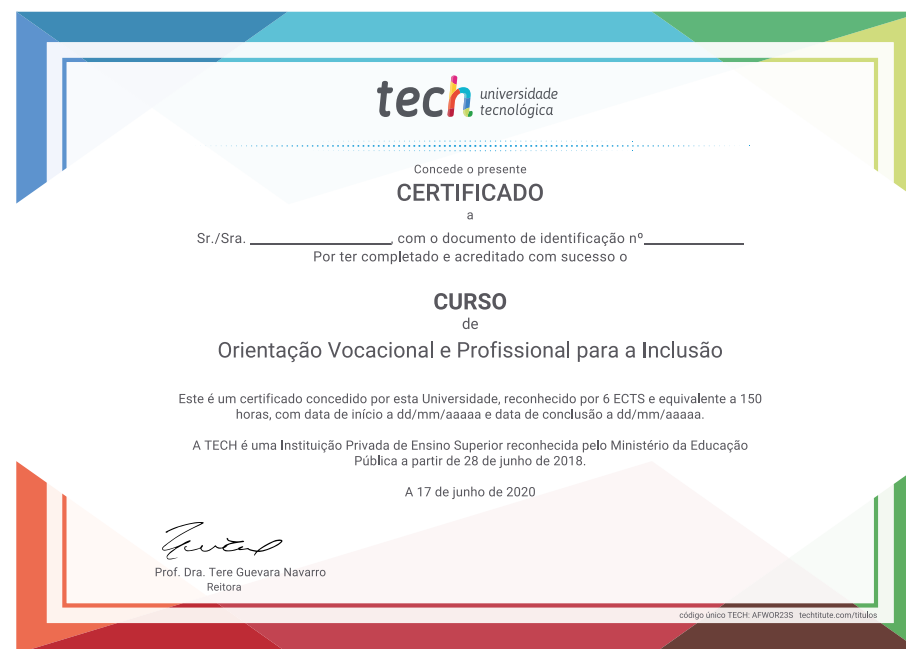 tech universidade
tecnológica
Concede o presente
CERTIFICADO
a
Sr./Sra. , com o documento de identificação nº
Por ter completado e acreditado com sucesso o
CURSO
de
Orientação Vocacional e Profissional para a Inclusão
Este é um certificado concedido por esta Universidade, reconhecido por 6 ECTS e equivalente a 150
horas, com data de início a dd/mm/aaaaa e data de conclusão a dd/mm/aaaaa.
A TECH é uma Instituição Privada de Ensino Superior reconhecida pelo Ministério da Educação
Pública a partir de 28 de junho de 2018.
A 17 de junho de 2020
Prof. Dra. Tere Guevara Navarro
Reitora
código único TECH: AFWOR23S techtitute.com/titulos